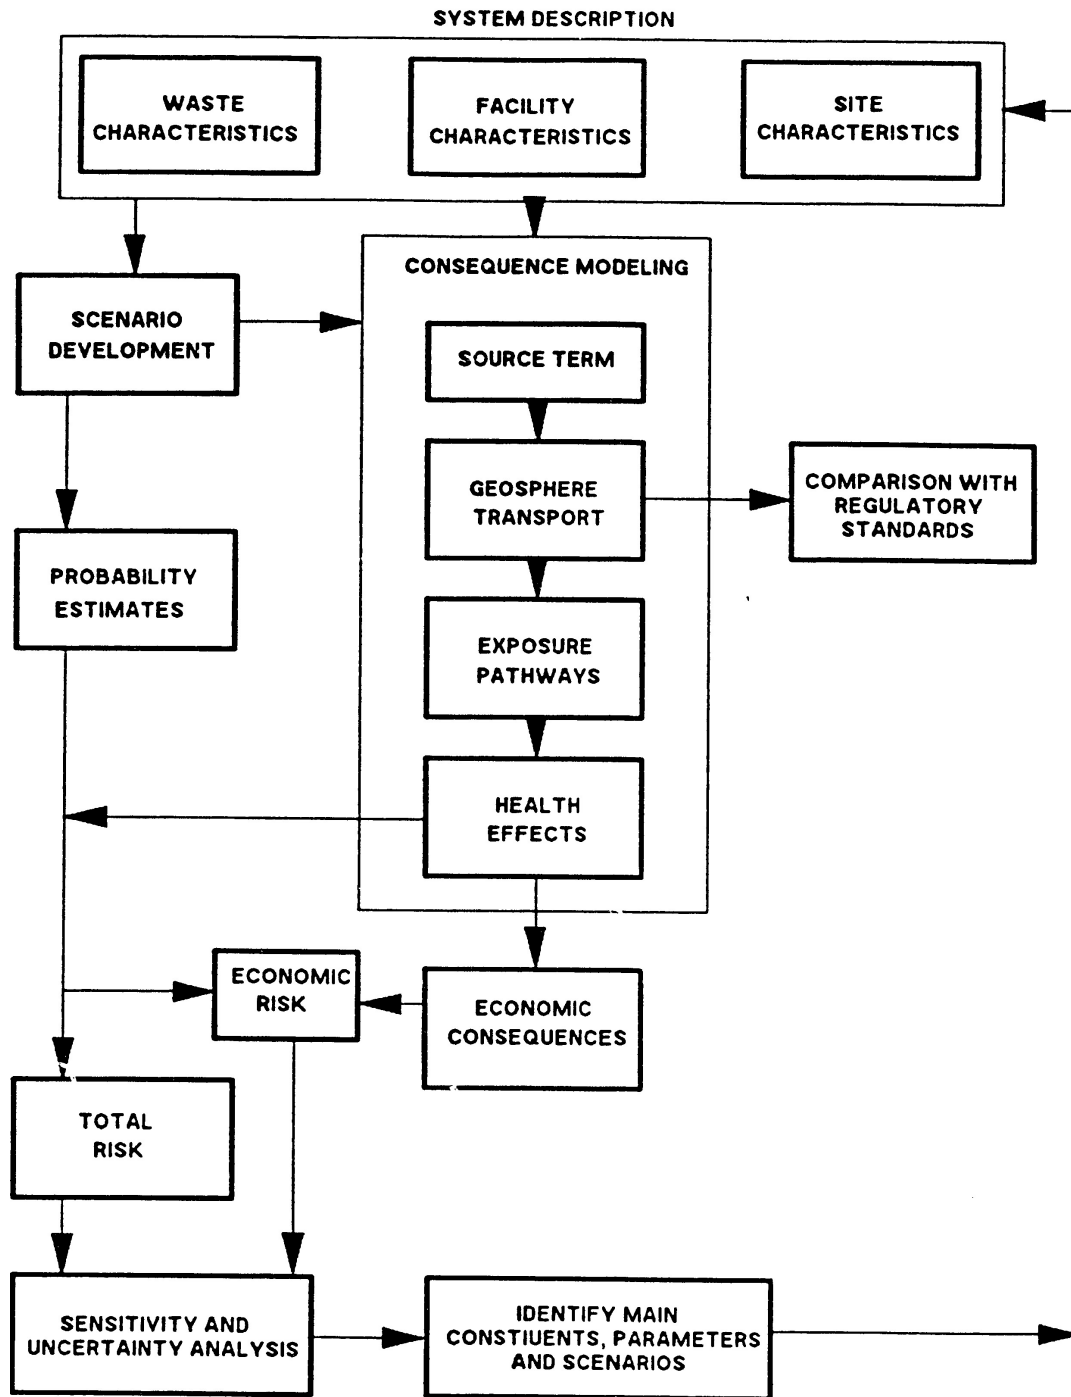 SYSTEM DESCRIPTION
WASTE
CHARACTERISTICS
FACILITY
CHARACTERISTICS
SITE
CHARACTERISTICS
CONSEQUENCE MODELING
SCENARIO
DEVELOPMENT
SOURCE TERM
GEOSPHERE
TRANSPORT
COMPARISON WITH
REGULATORY
STANDARDS
PROBABILITY
ESTIMATES
EXPOSURE
PATHWAYS
HEALTH
EFFECTS
ECONOMIC
RISK
ECONOMIC
CONSEQUENCES
TOTAL
RISK
SENSITIVITY AND
UNCERTAINTY ANALYSIS
IDENTIFY MAIN
CONSTIUENTS, PARAMETERS
AND SCENARIOS